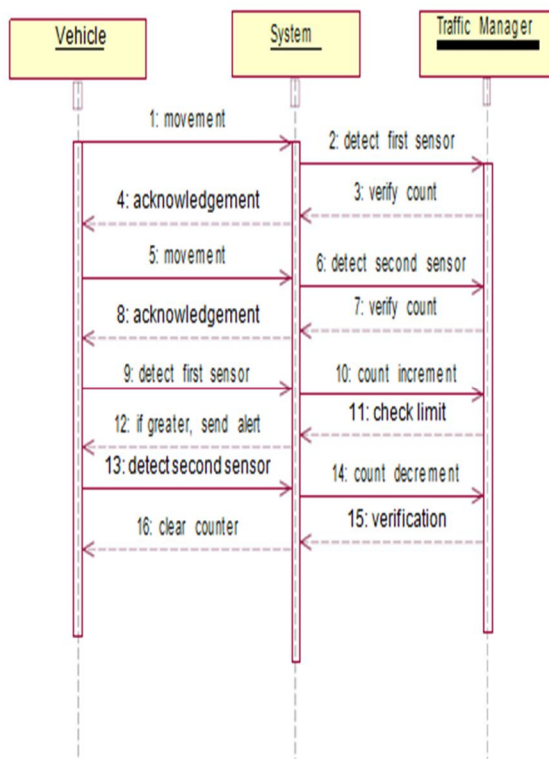 Vehicle
System
Traffic Manager
1: movement
2: detect first sensor
3: verify count
4: acknowledgement
5: movement
6: detect second sensor
7: verify count
8: acknowledgement
9: detect first sensor
10: count increment
11: check limit
12: if greater, send alert
13: detect second sensor
14: count decrement
15: verification
16: clear counter